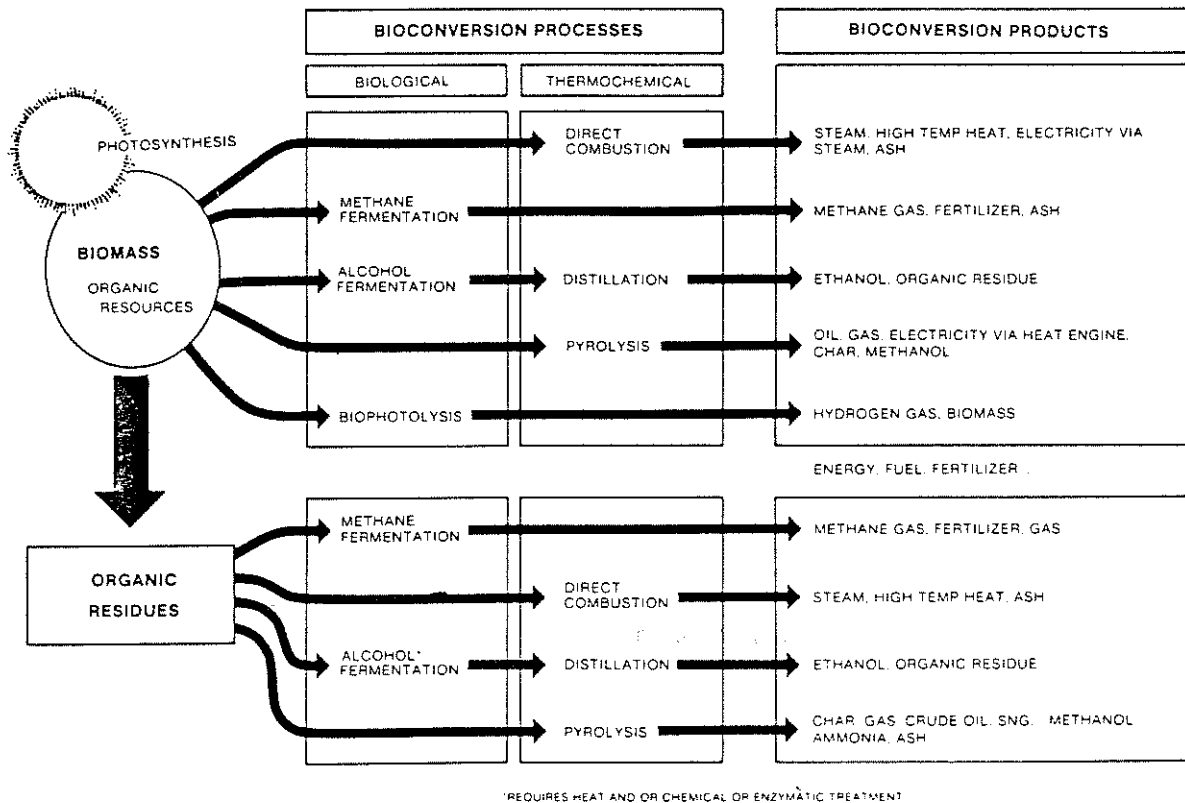 BIOCONVERSION PROCESSES
BIOCONVERSION PRODUCTS
BIOLOGICAL
THERMOCHEMICAL
PHOTOSYNTHESIS
BIOMASS
ORGANIC
RESOURCES
DIRECT
COMBUSTION
STEAM, HIGH TEMP HEAT, ELECTRICITY VIA
STEAM, ASH
METHANE
FERMENTATION
METHANE GAS, FERTILIZER, ASH
ALCOHOL
FERMENTATION
DISTILLATION
ETHANOL, ORGANIC RESIDUE
PYROLYSIS
OIL, GAS, ELECTRICITY VIA HEAT ENGINE,
CHAR, METHANOL
BIOPHOTOLYSIS
HYDROGEN GAS, BIOMASS
ENERGY, FUEL, FERTILIZER
ORGANIC
RESIDUES
METHANE
FERMENTATION
METHANE GAS, FERTILIZER, GAS
DIRECT
COMBUSTION
STEAM, HIGH TEMP HEAT, ASH
ALCOHOL*
FERMENTATION
DISTILLATION
ETHANOL, ORGANIC RESIDUE
PYROLYSIS
CHAR, GAS, CRUDE OIL, SNG, METHANOL
AMMONIA, ASH
*REQUIRES HEAT AND OR CHEMICAL OR ENZYMATIC TREATMENT